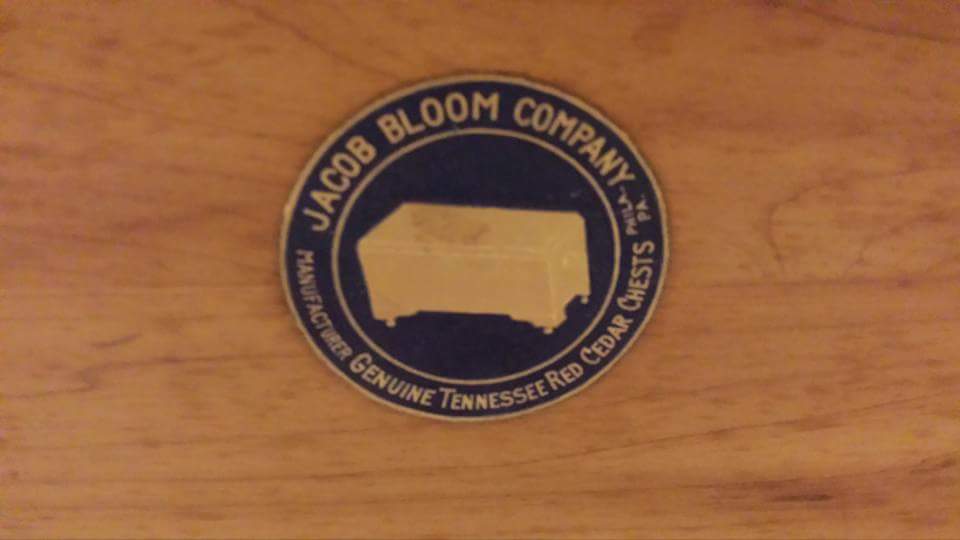 JACOB BLOOM COMPANY
PHILA.
PA.
MANUFACTURER GENUINE TENNESSEE RED CEDAR CHESTS